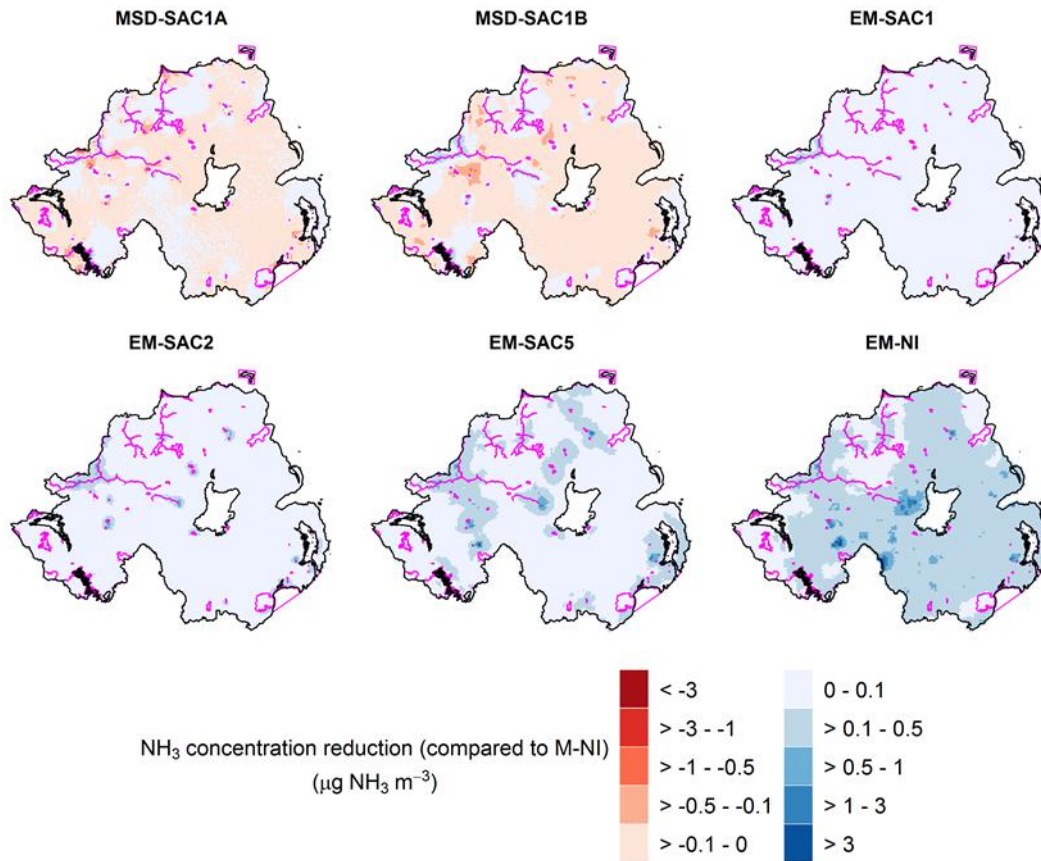 MSD-SAC1A MSD-SAC1B EM-SAC1
EM-SAC2 EM-SAC5 EM-NI
NH₃ concentration reduction (compared to M-NI)
(μg NH₃ m⁻³)
< -3 0 - 0.1
> -3 - -1 > 0.1 - 0.5
> -1 - -0.5 > 0.5 - 1
> -0.5 - -0.1 > 1 - 3
> -0.1 - 0 > 3